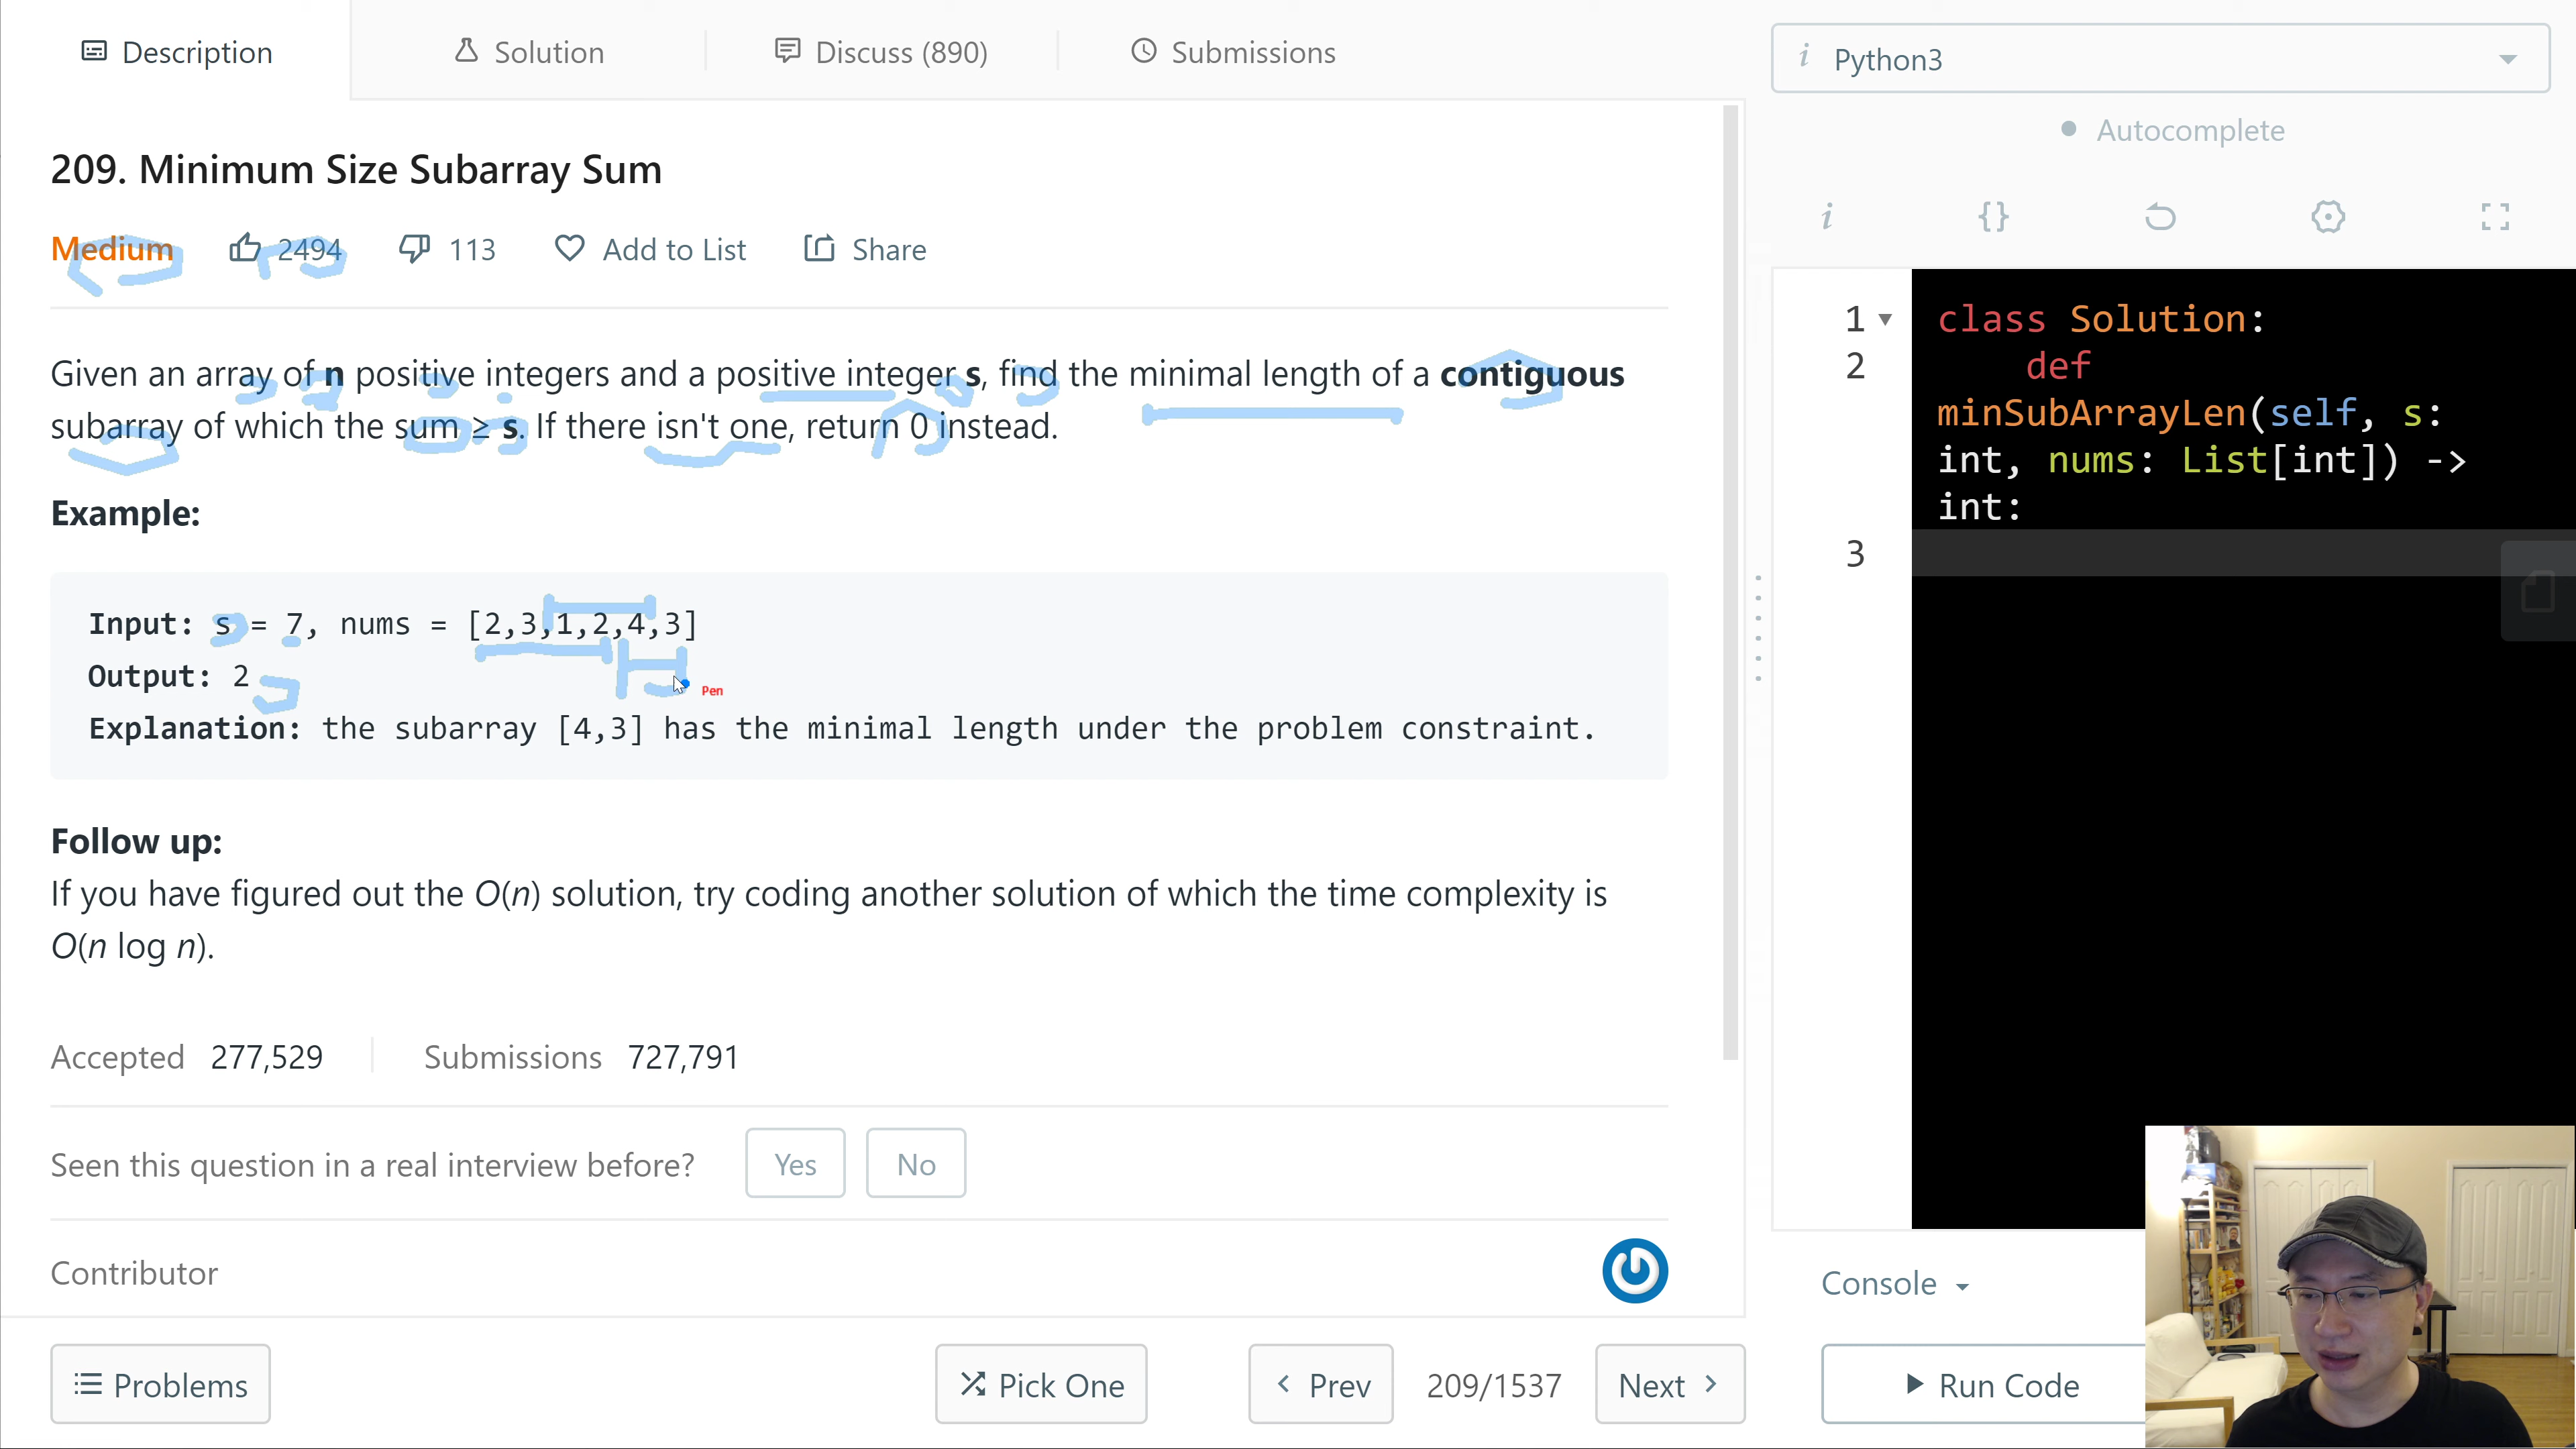 Description
Solution
Discuss (890)
Submissions
209. Minimum Size Subarray Sum
Medium 2494 113 Add to List Share
Given an array of n positive integers and a positive integer s, find the minimal length of a contiguous
subarray of which the sum ≥ s. If there isn't one, return 0 instead.
Example:
Input: s = 7, nums = [2,3,1,2,4,3]
Output: 2
Pen
Explanation: the subarray [4,3] has the minimal length under the problem constraint.
Follow up:
If you have figured out the O(n) solution, try coding another solution of which the time complexity is
O(n log n).
Accepted 277,529 Submissions 727,791
Seen this question in a real interview before? Yes No
Contributor
Problems
Pick One
Prev
209/1537
Next
i Python3
Autocomplete
i {}
1 class Solution:
2 def
minSubArrayLen(self, s:
int, nums: List[int]) ->
int:
3
Console
Run Code